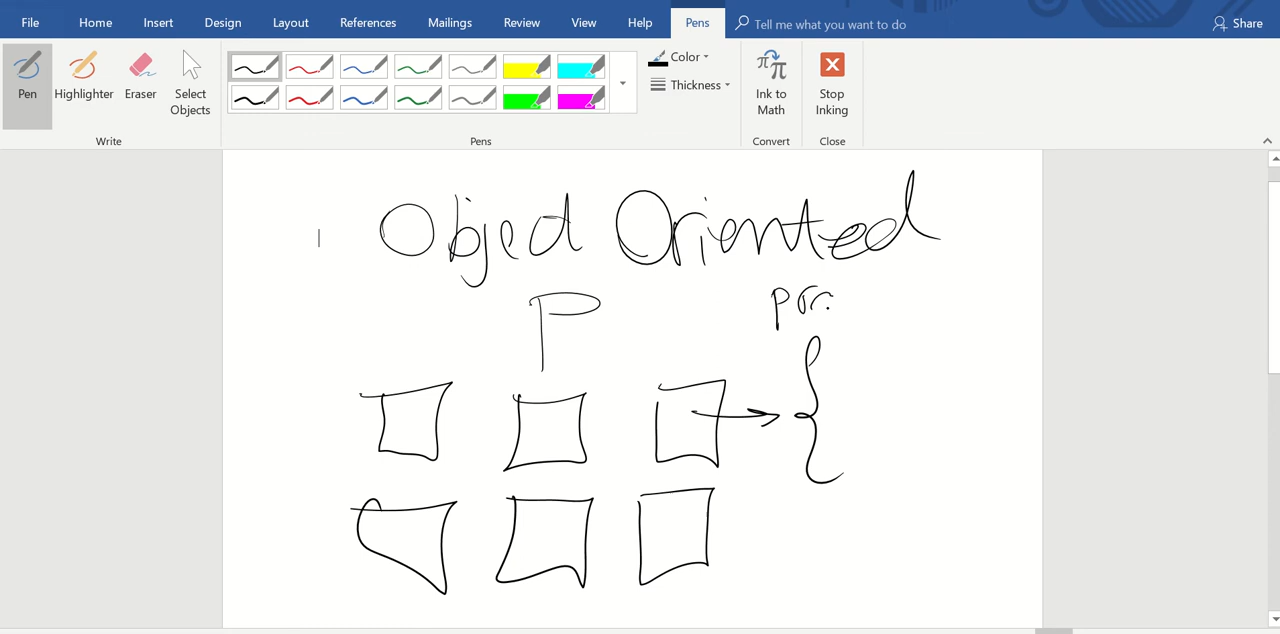 File Home Insert Design Layout References Mailings Review View Help Pens Tell me what you want to do Share
Pen Highlighter Eraser Select Objects Color Thickness Ink to Math Stop Inking
Write Pens Convert Close
Object Oriented
P